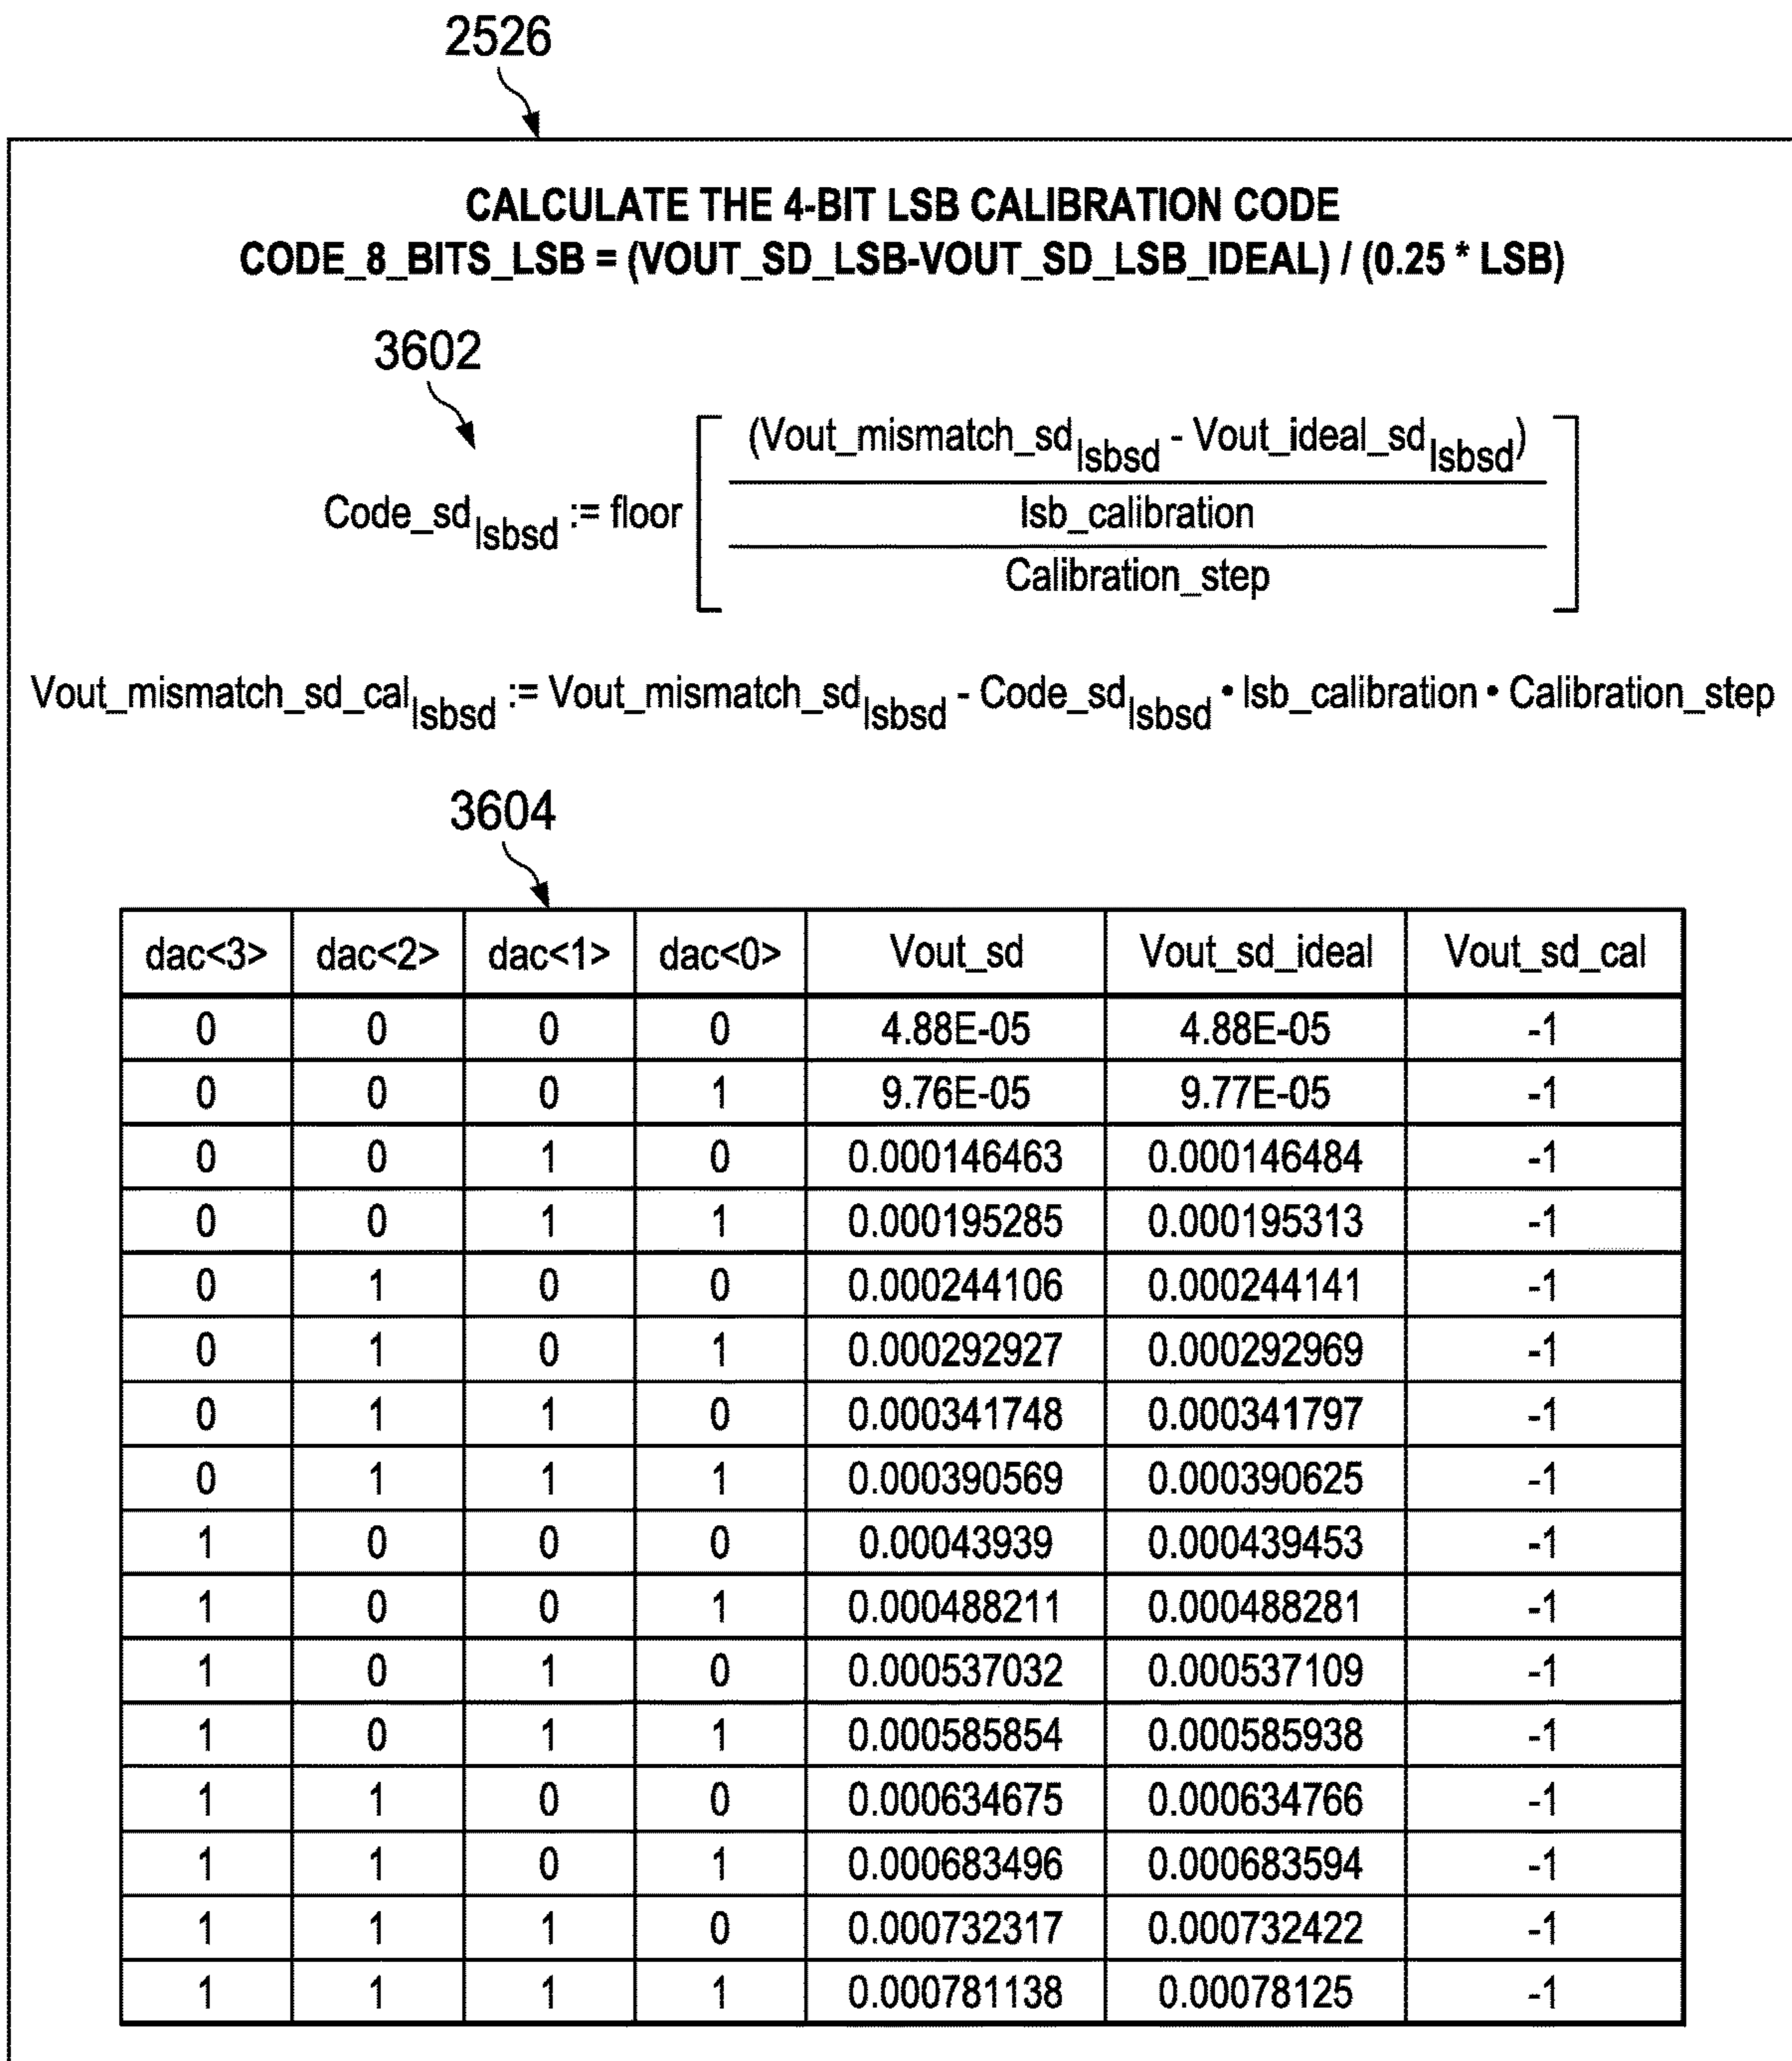 2526
CALCULATE THE 4-BIT LSB CALIBRATION CODE
CODE_8_BITS_LSB = (VOUT_SD_LSB-VOUT_SD_LSB_IDEAL) / (0.25 * LSB)
3602
(Vout_mismatch_sd_lsbsd - Vout_ideal_sd_lsbsd)
Code_sd_lsbsd := floor [ lsb_calibration ]
Calibration_step
Vout_mismatch_sd_cal_lsbsd := Vout_mismatch_sd_lsbsd - Code_sd_lsbsd • lsb_calibration • Calibration_step
3604
dac<3> dac<2> dac<1> dac<0> Vout_sd Vout_sd_ideal Vout_sd_cal
0 0 0 0 4.88E-05 4.88E-05 -1
0 0 0 1 9.76E-05 9.77E-05 -1
0 0 1 0 0.000146463 0.000146484 -1
0 0 1 1 0.000195285 0.000195313 -1
0 1 0 0 0.000244106 0.000244141 -1
0 1 0 1 0.000292927 0.000292969 -1
0 1 1 0 0.000341748 0.000341797 -1
0 1 1 1 0.000390569 0.000390625 -1
1 0 0 0 0.00043939 0.000439453 -1
1 0 0 1 0.000488211 0.000488281 -1
1 0 1 0 0.000537032 0.000537109 -1
1 0 1 1 0.000585854 0.000585938 -1
1 1 0 0 0.000634675 0.000634766 -1
1 1 0 1 0.000683496 0.000683594 -1
1 1 1 0 0.000732317 0.000732422 -1
1 1 1 1 0.000781138 0.00078125 -1